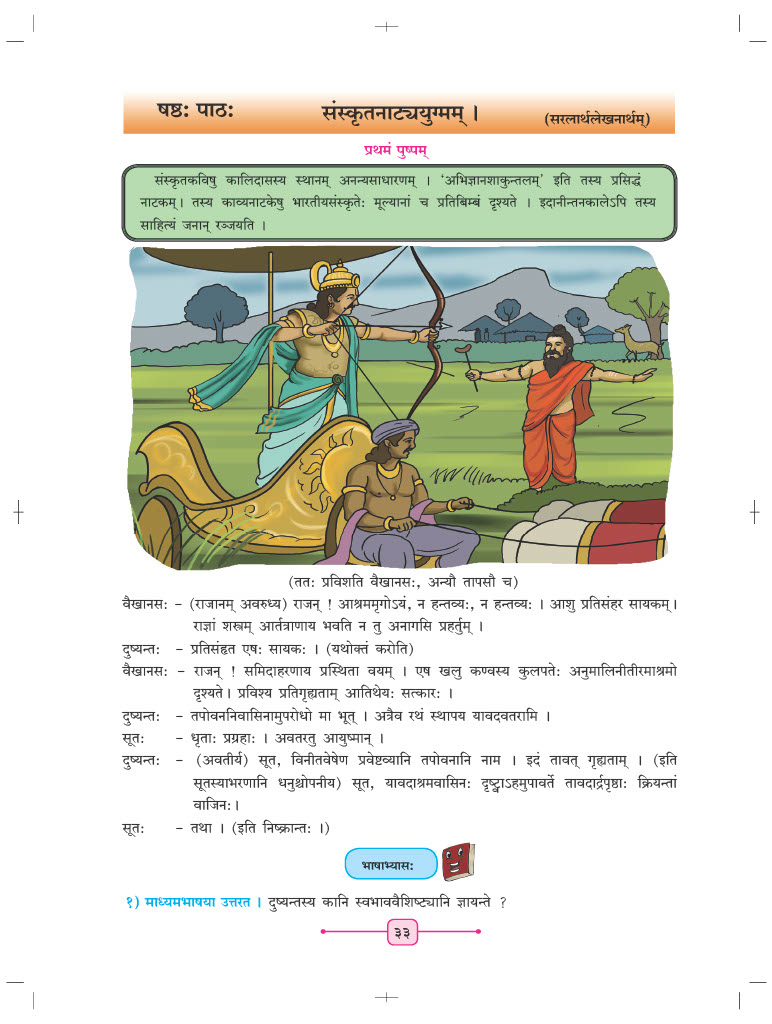 षष्ठः पाठः संस्कृतनाट्ययुग्मम् । (सरलार्थलेखनार्थम्)
प्रथमं पुष्पम्
संस्कृतकविषु कालिदासस्य स्थानम् अनन्यसाधारणम् । ‘अभिज्ञानशाकुन्तलम्’ इति तस्य प्रसिद्धं
नाटकम्। तस्य काव्यनाटकेषु भारतीयसंस्कृतेः मूल्यानां च प्रतिबिम्बं दृश्यते । इदानीन्तनकालेऽपि तस्य
साहित्यं जनान् रञ्जयति ।
(ततः प्रविशति वैखानसः, अन्यौ तापसौ च)
वैखानसः – (राजानम् अवरुध्य) राजन् ! आश्रममृगोऽयं, न हन्तव्यः, न हन्तव्यः । आशु प्रतिसंहर सायकम्।
राज्ञां शस्त्रम् आर्तत्राणाय भवति न तु अनागसि प्रहर्तुम् ।
दुष्यन्तः – प्रतिसंहृत एषः सायकः । (यथोक्तं करोति)
वैखानसः – राजन् ! समिदाहरणाय प्रस्थिता वयम् । एष खलु कण्वस्य कुलपतेः अनुमालिनीतीरमाश्रमो
दृश्यते। प्रविश्य प्रतिगृह्यताम् आतिथेयः सत्कारः ।
दुष्यन्तः – तपोवननिवासिनामुपरोधो मा भूत् । अत्रैव रथं स्थापय यावदवतरामि ।
सूतः – धृताः प्रग्रहाः । अवतरतु आयुष्मान् ।
दुष्यन्तः – (अवतीर्य) सूत, विनीतवेषेण प्रवेष्टव्यानि तपोवनानि नाम । इदं तावत् गृह्यताम् । (इति
सूतस्याभरणानि धनुश्चोपनीय) सूत, यावदाश्रमवासिनः दृष्ट्वाऽहमुपावर्ते तावदार्द्रपृष्ठाः क्रियन्तां
वाजिनः।
सूतः – तथा । (इति निष्क्रान्तः ।)
भाषाभ्यासः
१) माध्यमभाषया उत्तरत । दुष्यन्तस्य कानि स्वभाववैशिष्ट्यानि ज्ञायन्ते ?
३३